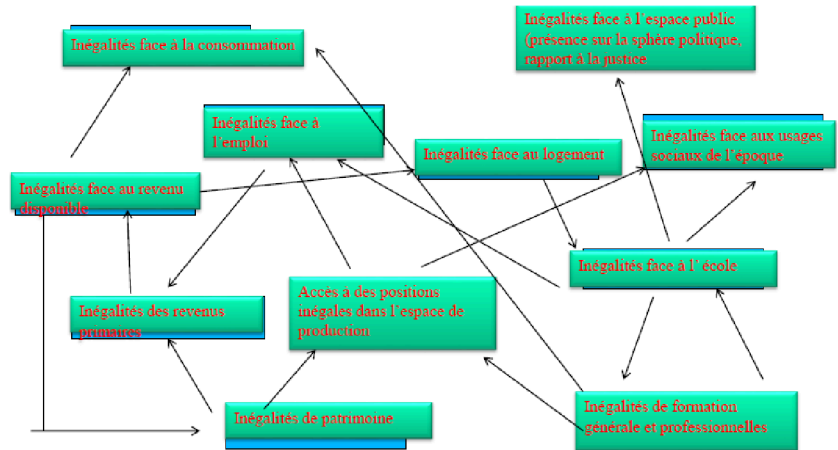 Inégalités face à la consommation
Inégalités face à l'espace public
(présence sur la sphère politique,
rapport à la justice
Inégalités face à
l'emploi
Inégalités face au logement
Inégalités face aux usages
sociaux de l'époque
Inégalités face au revenu
disponible
Inégalités face à l' école
Inégalités des revenus
primaires
Accès à des positions
inégales dans l'espace de
production
Inégalités de patrimoine
Inégalités de formation
générale et professionnelles